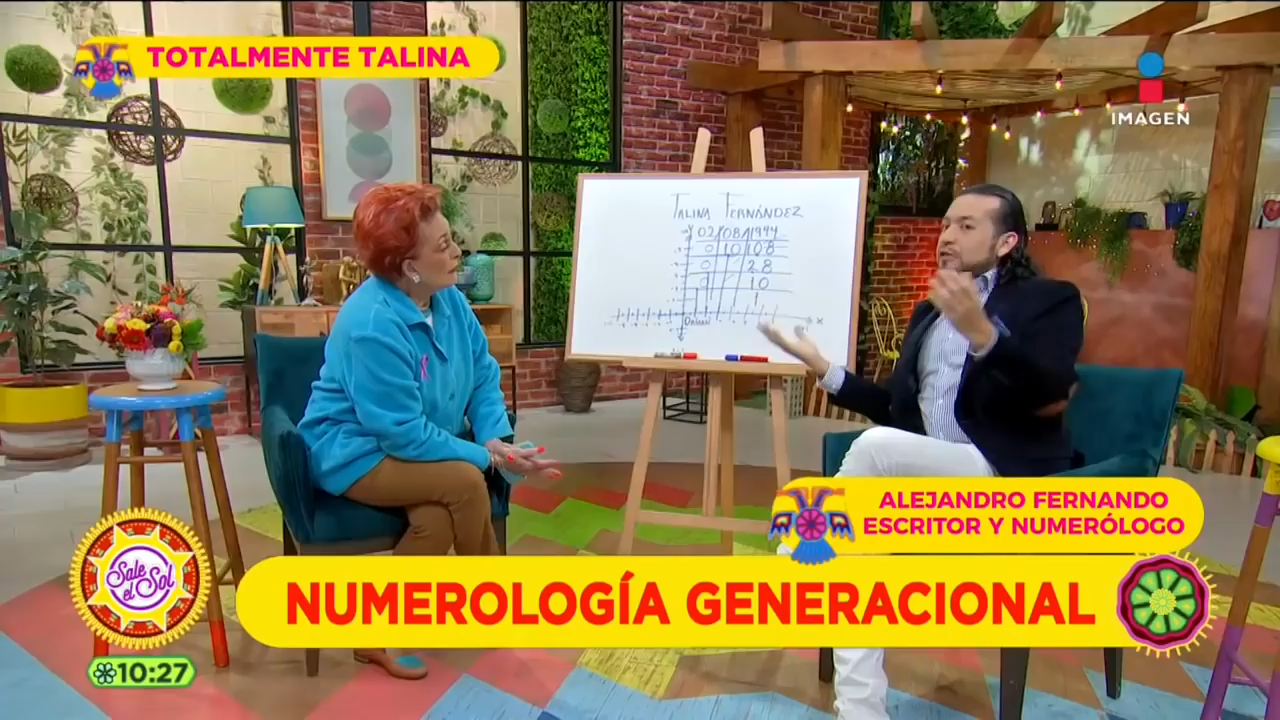 TOTALMENTE TALINA
IMAGEN
TALINA FERNÁNDEZ
02/08/1944
0 10 108
0 28
0 10
1
ORIGEN
x
ALEJANDRO FERNANDO
ESCRITOR Y NUMERÓLOGO
Sale
el Sol
NUMEROLOGÍA GENERACIONAL
10:27